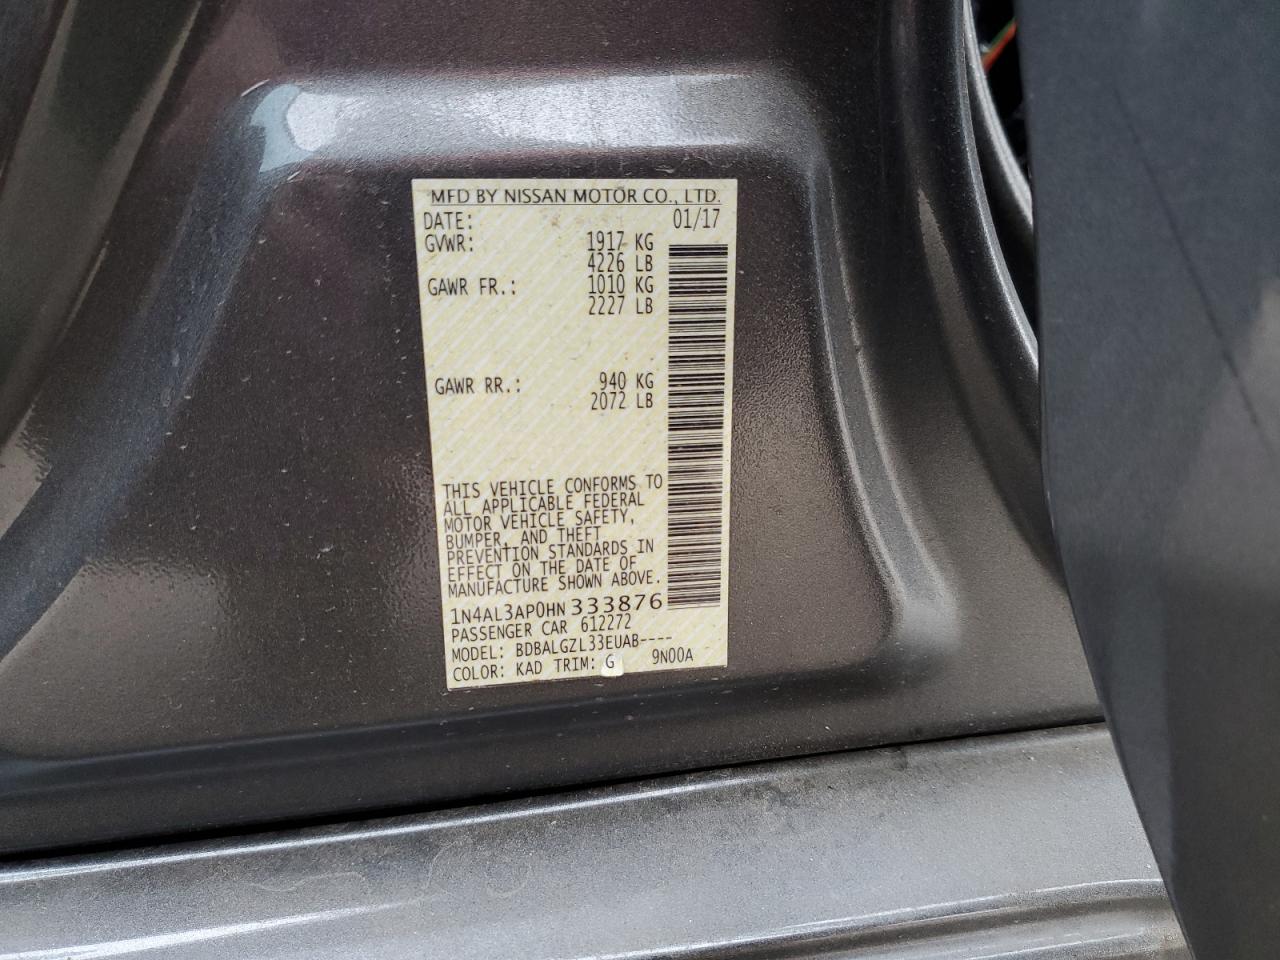 MFD BY NISSAN MOTOR CO., LTD.
DATE: 01/17
GVWR: 1917 KG
4226 LB
GAWR FR.: 1010 KG
2227 LB
GAWR RR.: 940 KG
2072 LB
THIS VEHICLE CONFORMS TO
ALL APPLICABLE FEDERAL
MOTOR VEHICLE SAFETY,
BUMPER, AND THEFT
PREVENTION STANDARDS IN
EFFECT ON THE DATE OF
MANUFACTURE SHOWN ABOVE.
1N4AL3AP0HN333876
PASSENGER CAR 612272
MODEL: BDBALGZL33EUAB----
COLOR: KAD TRIM: G 9N00A